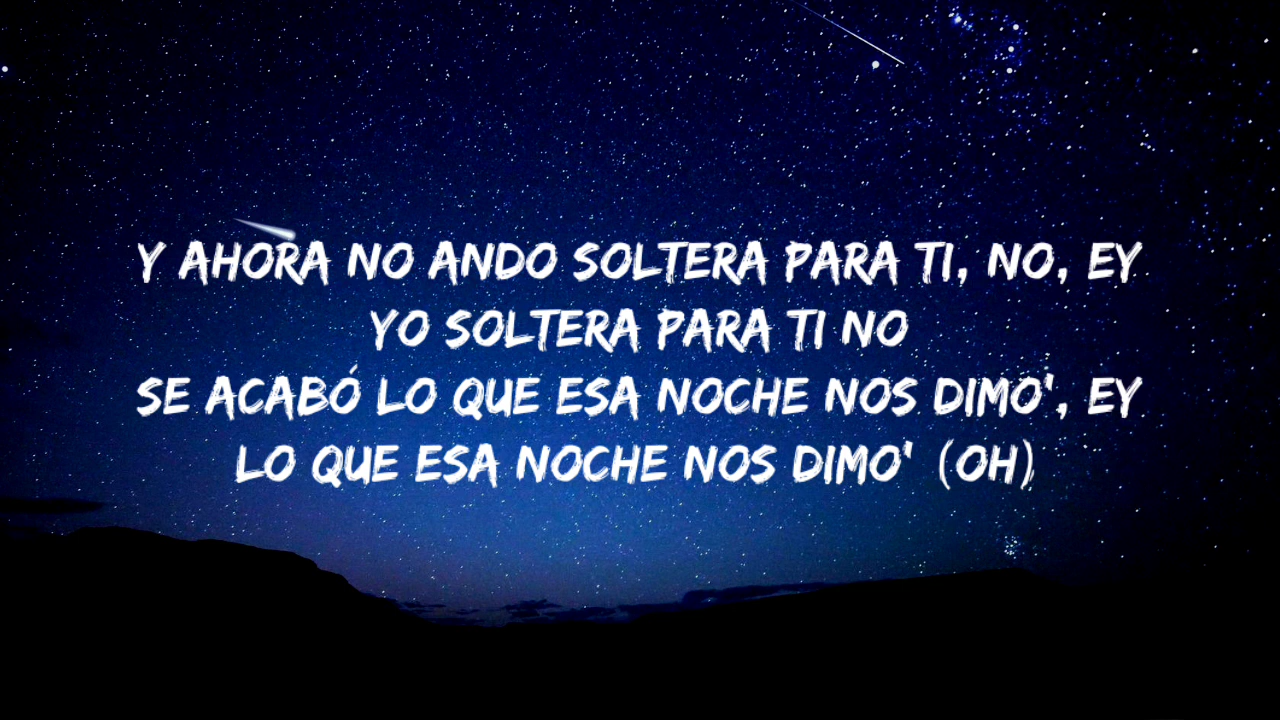 Y AHORA NO ANDO SOLTERA PARA TI, NO, EY
YO SOLTERA PARA TI NO
SE ACABÓ LO QUE ESA NOCHE NOS DIMO', EY
LO QUE ESA NOCHE NOS DIMO' (OH)